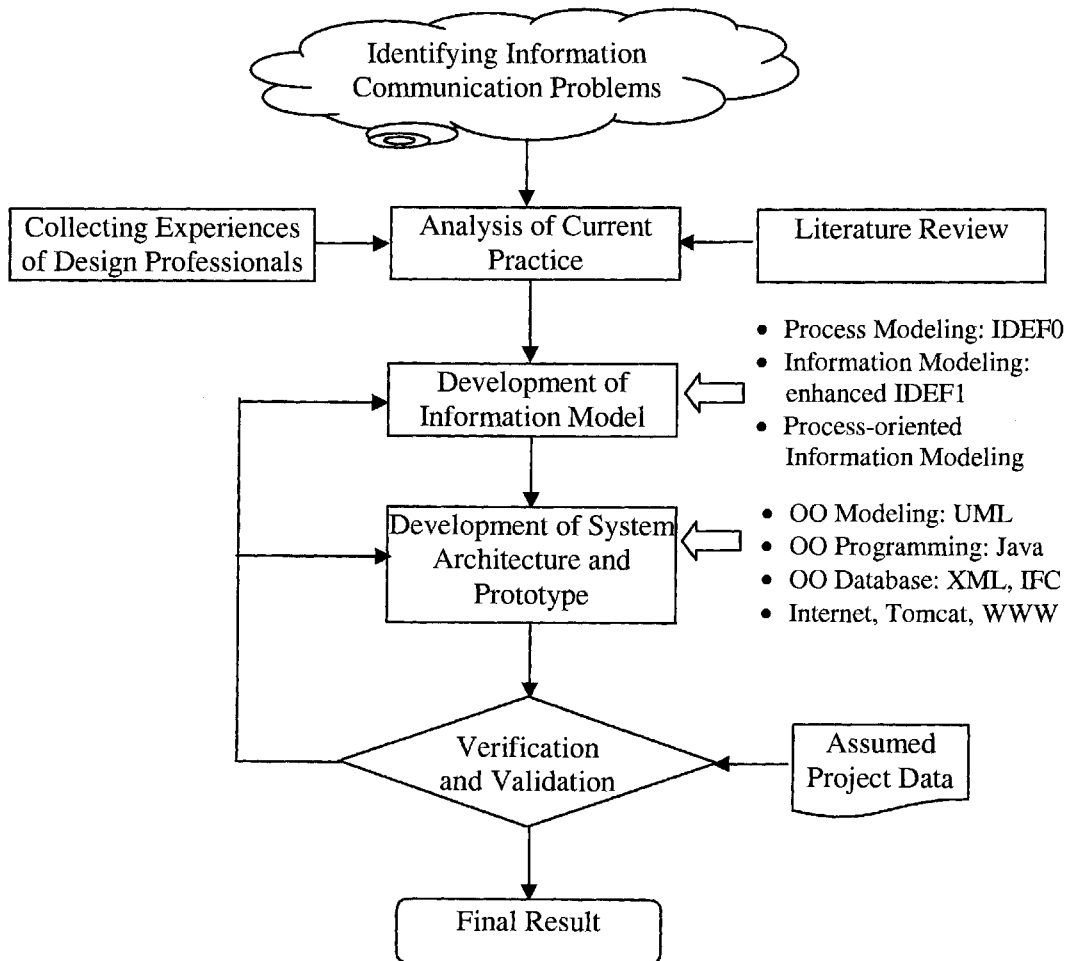 Identifying Information
Communication Problems
Collecting Experiences
of Design Professionals
Analysis of Current
Practice
Literature Review
Development of
Information Model
• Process Modeling: IDEF0
• Information Modeling:
enhanced IDEF1
• Process-oriented
Information Modeling
Development of System
Architecture and
Prototype
• OO Modeling: UML
• OO Programming: Java
• OO Database: XML, IFC
• Internet, Tomcat, WWW
Verification
and Validation
Assumed
Project Data
Final Result